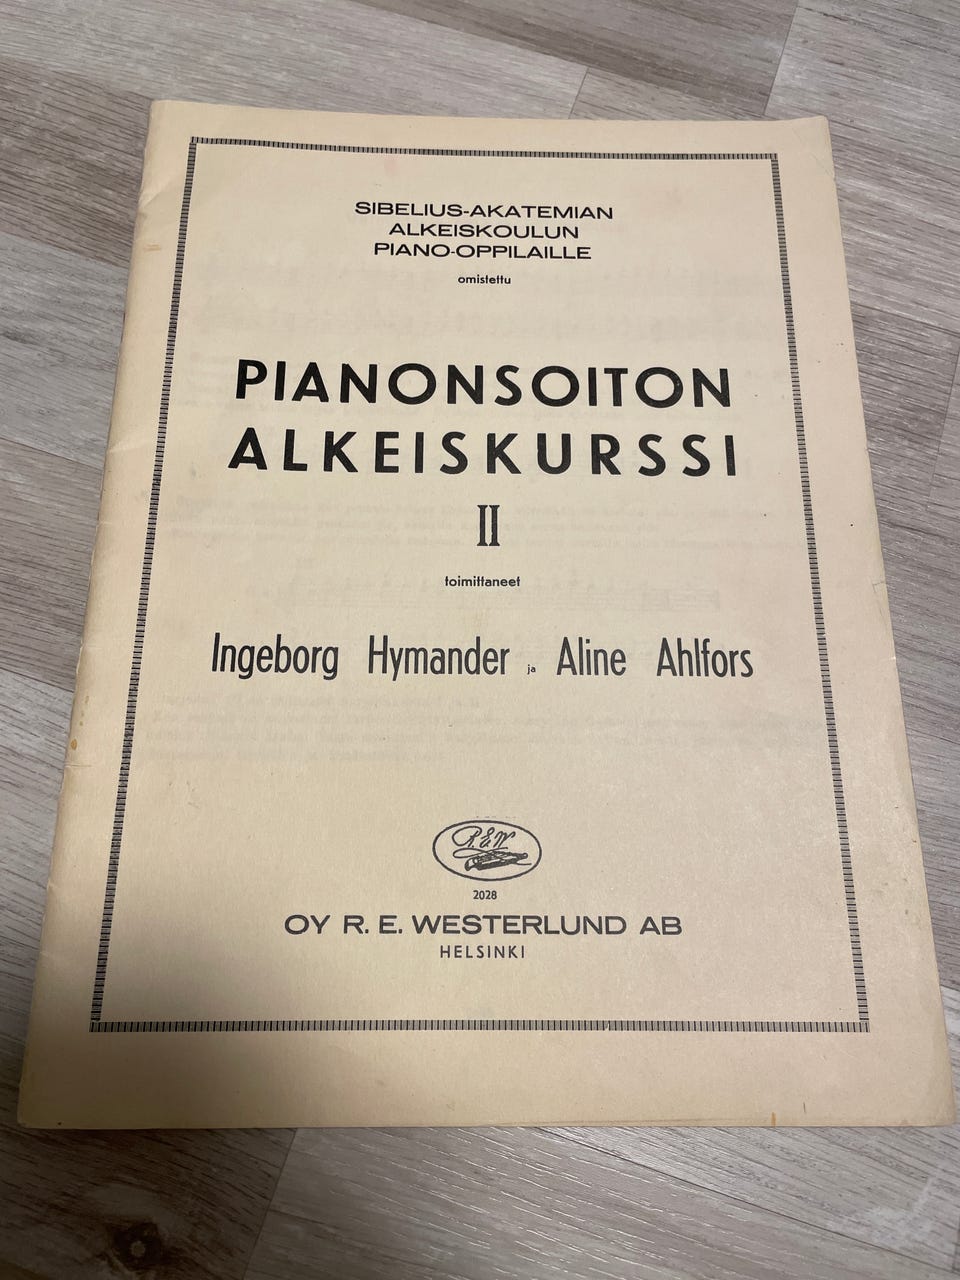 SIBELIUS-AKATEMIAN
ALKEISKOULUN
PIANO-OPPILAILLE
omistettu
PIANONSOITON
ALKEISKURSSI
II
toimittaneet
Ingeborg Hymander ja Aline Ahlfors
R.E.W
2028
OY R. E. WESTERLUND AB
HELSINKI